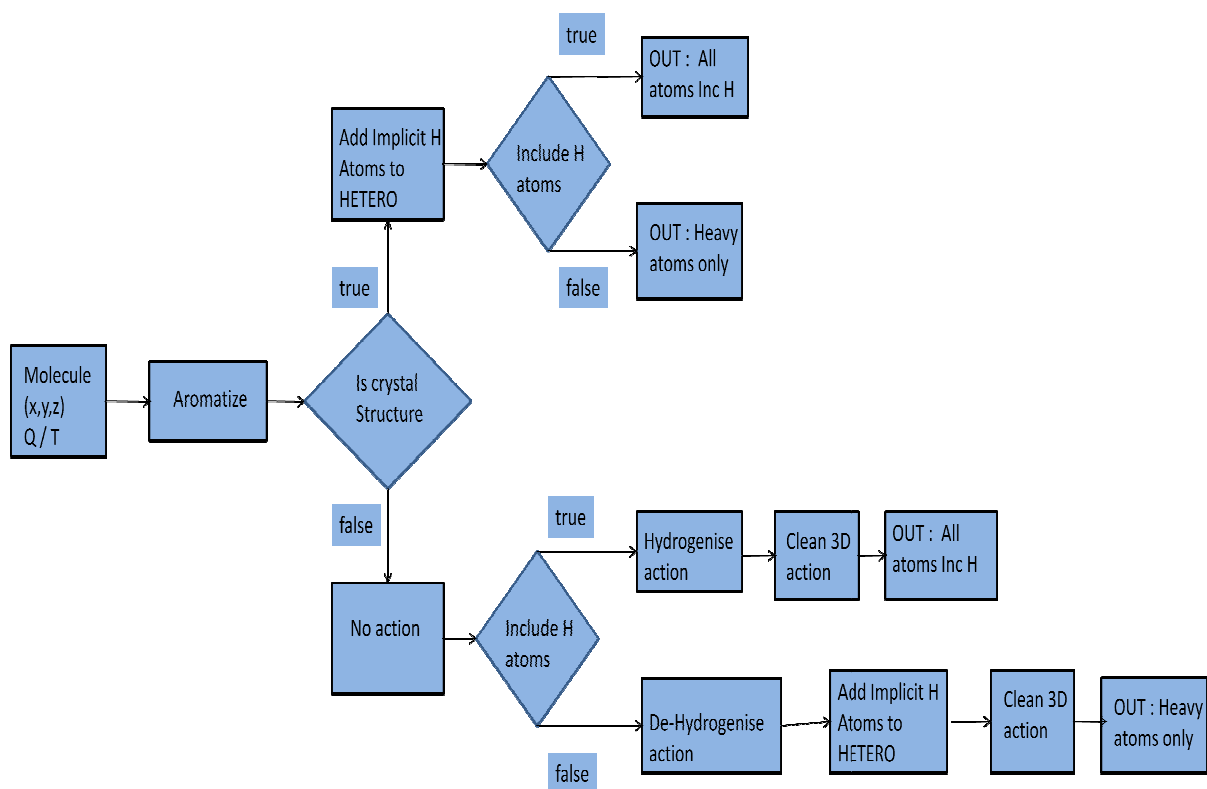 true
OUT :  All
atoms Inc H
Add Implicit H
Atoms to
HETERO
Include H
atoms
OUT : Heavy
atoms only
true
false
Molecule
(x,y,z)
Q / T
Aromatize
Is crystal
Structure
false
true
Hydrogenise
action
Clean 3D
action
OUT :  All
atoms Inc H
No action
Include H
atoms
De-Hydrogenise
action
Add Implicit H
Atoms to
HETERO
Clean 3D
action
OUT : Heavy
atoms only
false